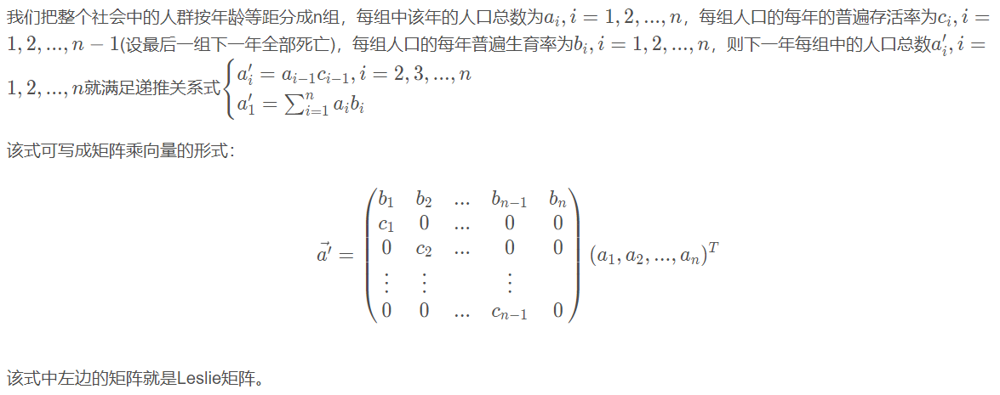 我们把整个社会中的人群按年龄等距分成n组，每组中该年的人口总数为$a_i, i = 1, 2, ..., n$，每组人口的每年的普遍存活率为$c_i, i =$
$1, 2, ..., n-1$(设最后一组下一年全部死亡)，每组人口的每年普遍生育率为$b_i, i = 1, 2, ..., n$，则下一年每组中的人口总数$a_i', i =$
$1, 2, ..., n$就满足递推关系式$\begin{cases} a_i' = a_{i-1}c_{i-1}, i = 2, 3, ..., n \\ a_1' = \sum_{i=1}^{n} a_i b_i \end{cases}$
该式可写成矩阵乘向量的形式：
$\vec{a'} = \begin{pmatrix} b_1 & b_2 & ... & b_{n-1} & b_n \\ c_1 & 0 & ... & 0 & 0 \\ 0 & c_2 & ... & 0 & 0 \\ \vdots & \vdots & & \vdots & \\ 0 & 0 & ... & c_{n-1} & 0 \end{pmatrix} (a_1, a_2, ..., a_n)^T$
该式中左边的矩阵就是Leslie矩阵。